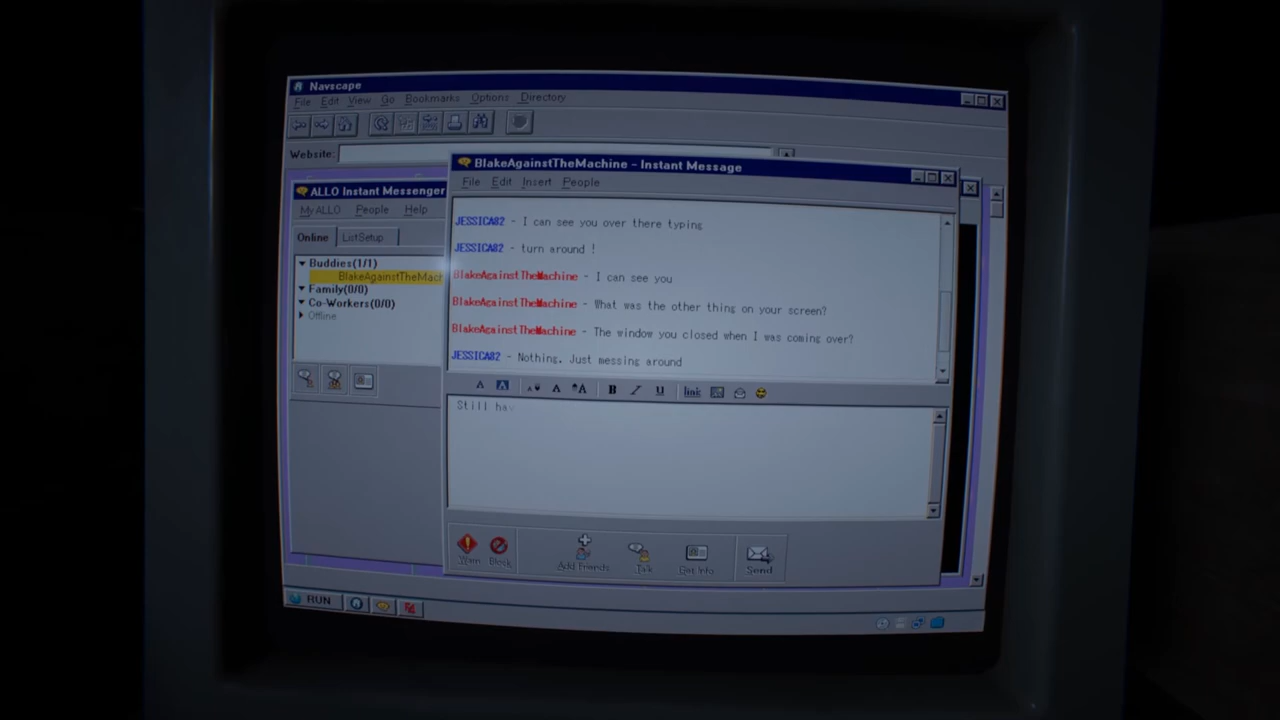 Navscape
File Edit View Go Bookmarks Options Directory
Website:
ALLO Instant Messenger
My ALLO People Help
Online ListSetup
Buddies(1/1)
BlakeAgainstTheMach
Family(0/0)
Co-Workers(0/0)
Offline
BlakeAgainstTheMachine - Instant Message
File Edit Insert People
JESSICA82 - I can see you over there typing
JESSICA82 - turn around !
BlakeAgainstTheMachine - I can see you
BlakeAgainstTheMachine - What was the other thing on your screen?
BlakeAgainstTheMachine - The window you closed when I was coming over?
JESSICA82 - Nothing. Just messing around
A A A A A B I U link
Still hav
Warn Block Add Friends Talk Get Info Send
RUN